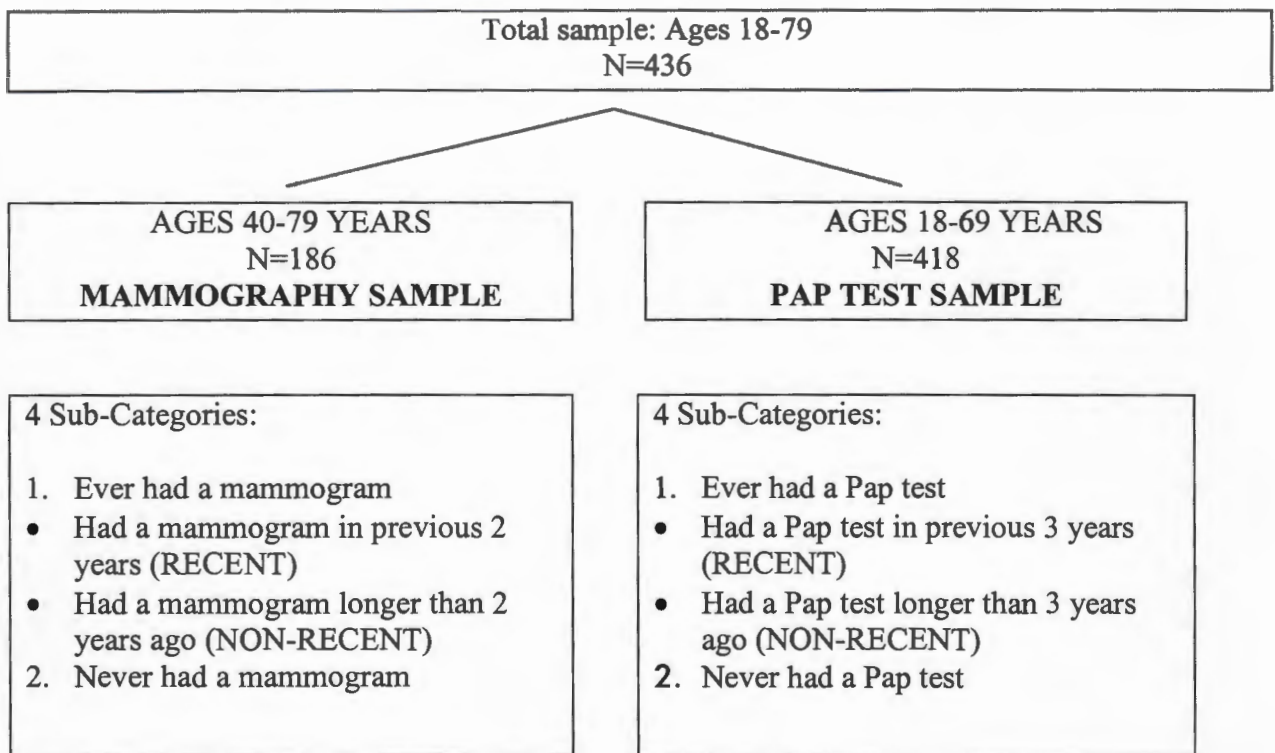 Total sample: Ages 18-79
N=436
AGES 40-79 YEARS
N=186
MAMMOGRAPHY SAMPLE
AGES 18-69 YEARS
N=418
PAP TEST SAMPLE
4 Sub-Categories:
1. Ever had a mammogram
• Had a mammogram in previous 2
years (RECENT)
• Had a mammogram longer than 2
years ago (NON-RECENT)
2. Never had a mammogram
4 Sub-Categories:
1. Ever had a Pap test
• Had a Pap test in previous 3 years
(RECENT)
• Had a Pap test longer than 3 years
ago (NON-RECENT)
2. Never had a Pap test